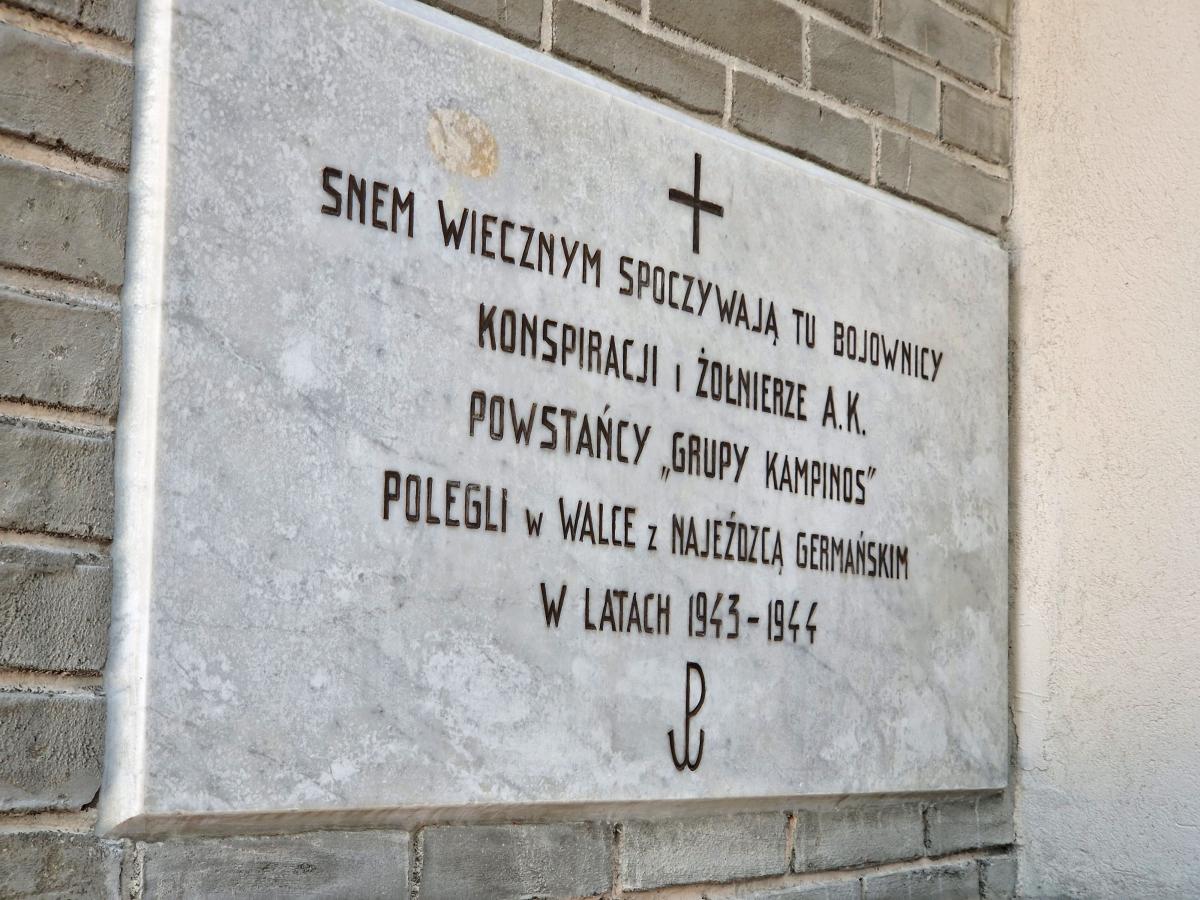 SNEM WIECZNYM SPOCZYWAJĄ TU BOJOWNICY
KONSPIRACJI I ŻOŁNIERZE A.K.
POWSTAŃCY „GRUPY KAMPINOS”
POLEGLI W WALCE Z NAJEŹDZCĄ GERMAŃSKIM
W LATACH 1943-1944